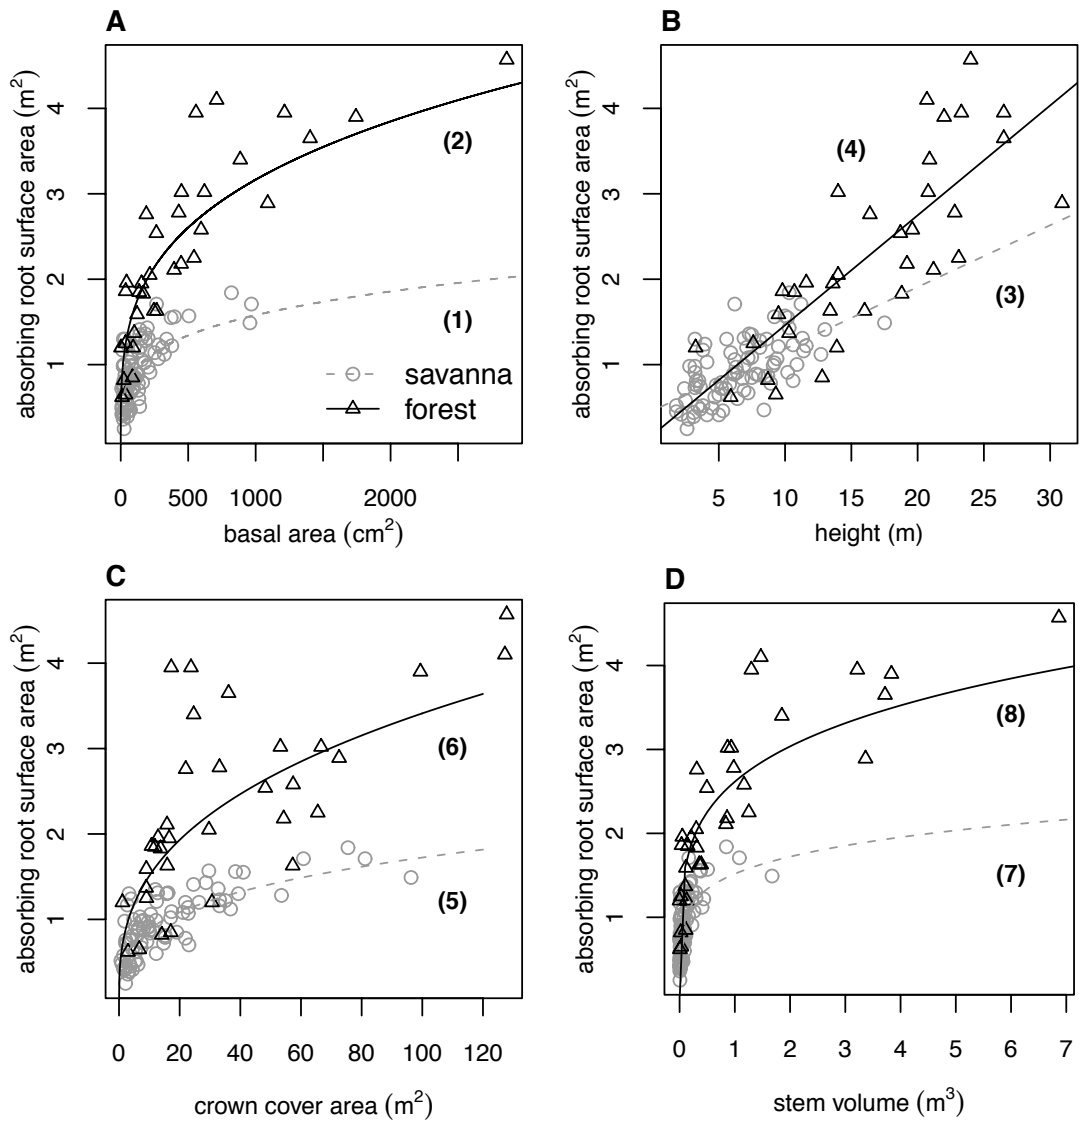 A
absorbing root surface area (m²)
4
3
2
1
(2)
(1)
savanna
forest
0 500 1000 2000
basal area (cm²)
B
absorbing root surface area (m²)
4
3
2
1
(4)
(3)
5 10 15 20 25 30
height (m)
C
absorbing root surface area (m²)
4
3
2
1
(6)
(5)
0 20 40 60 80 100 120
crown cover area (m²)
D
absorbing root surface area (m²)
4
3
2
1
(8)
(7)
0 1 2 3 4 5 6 7
stem volume (m³)